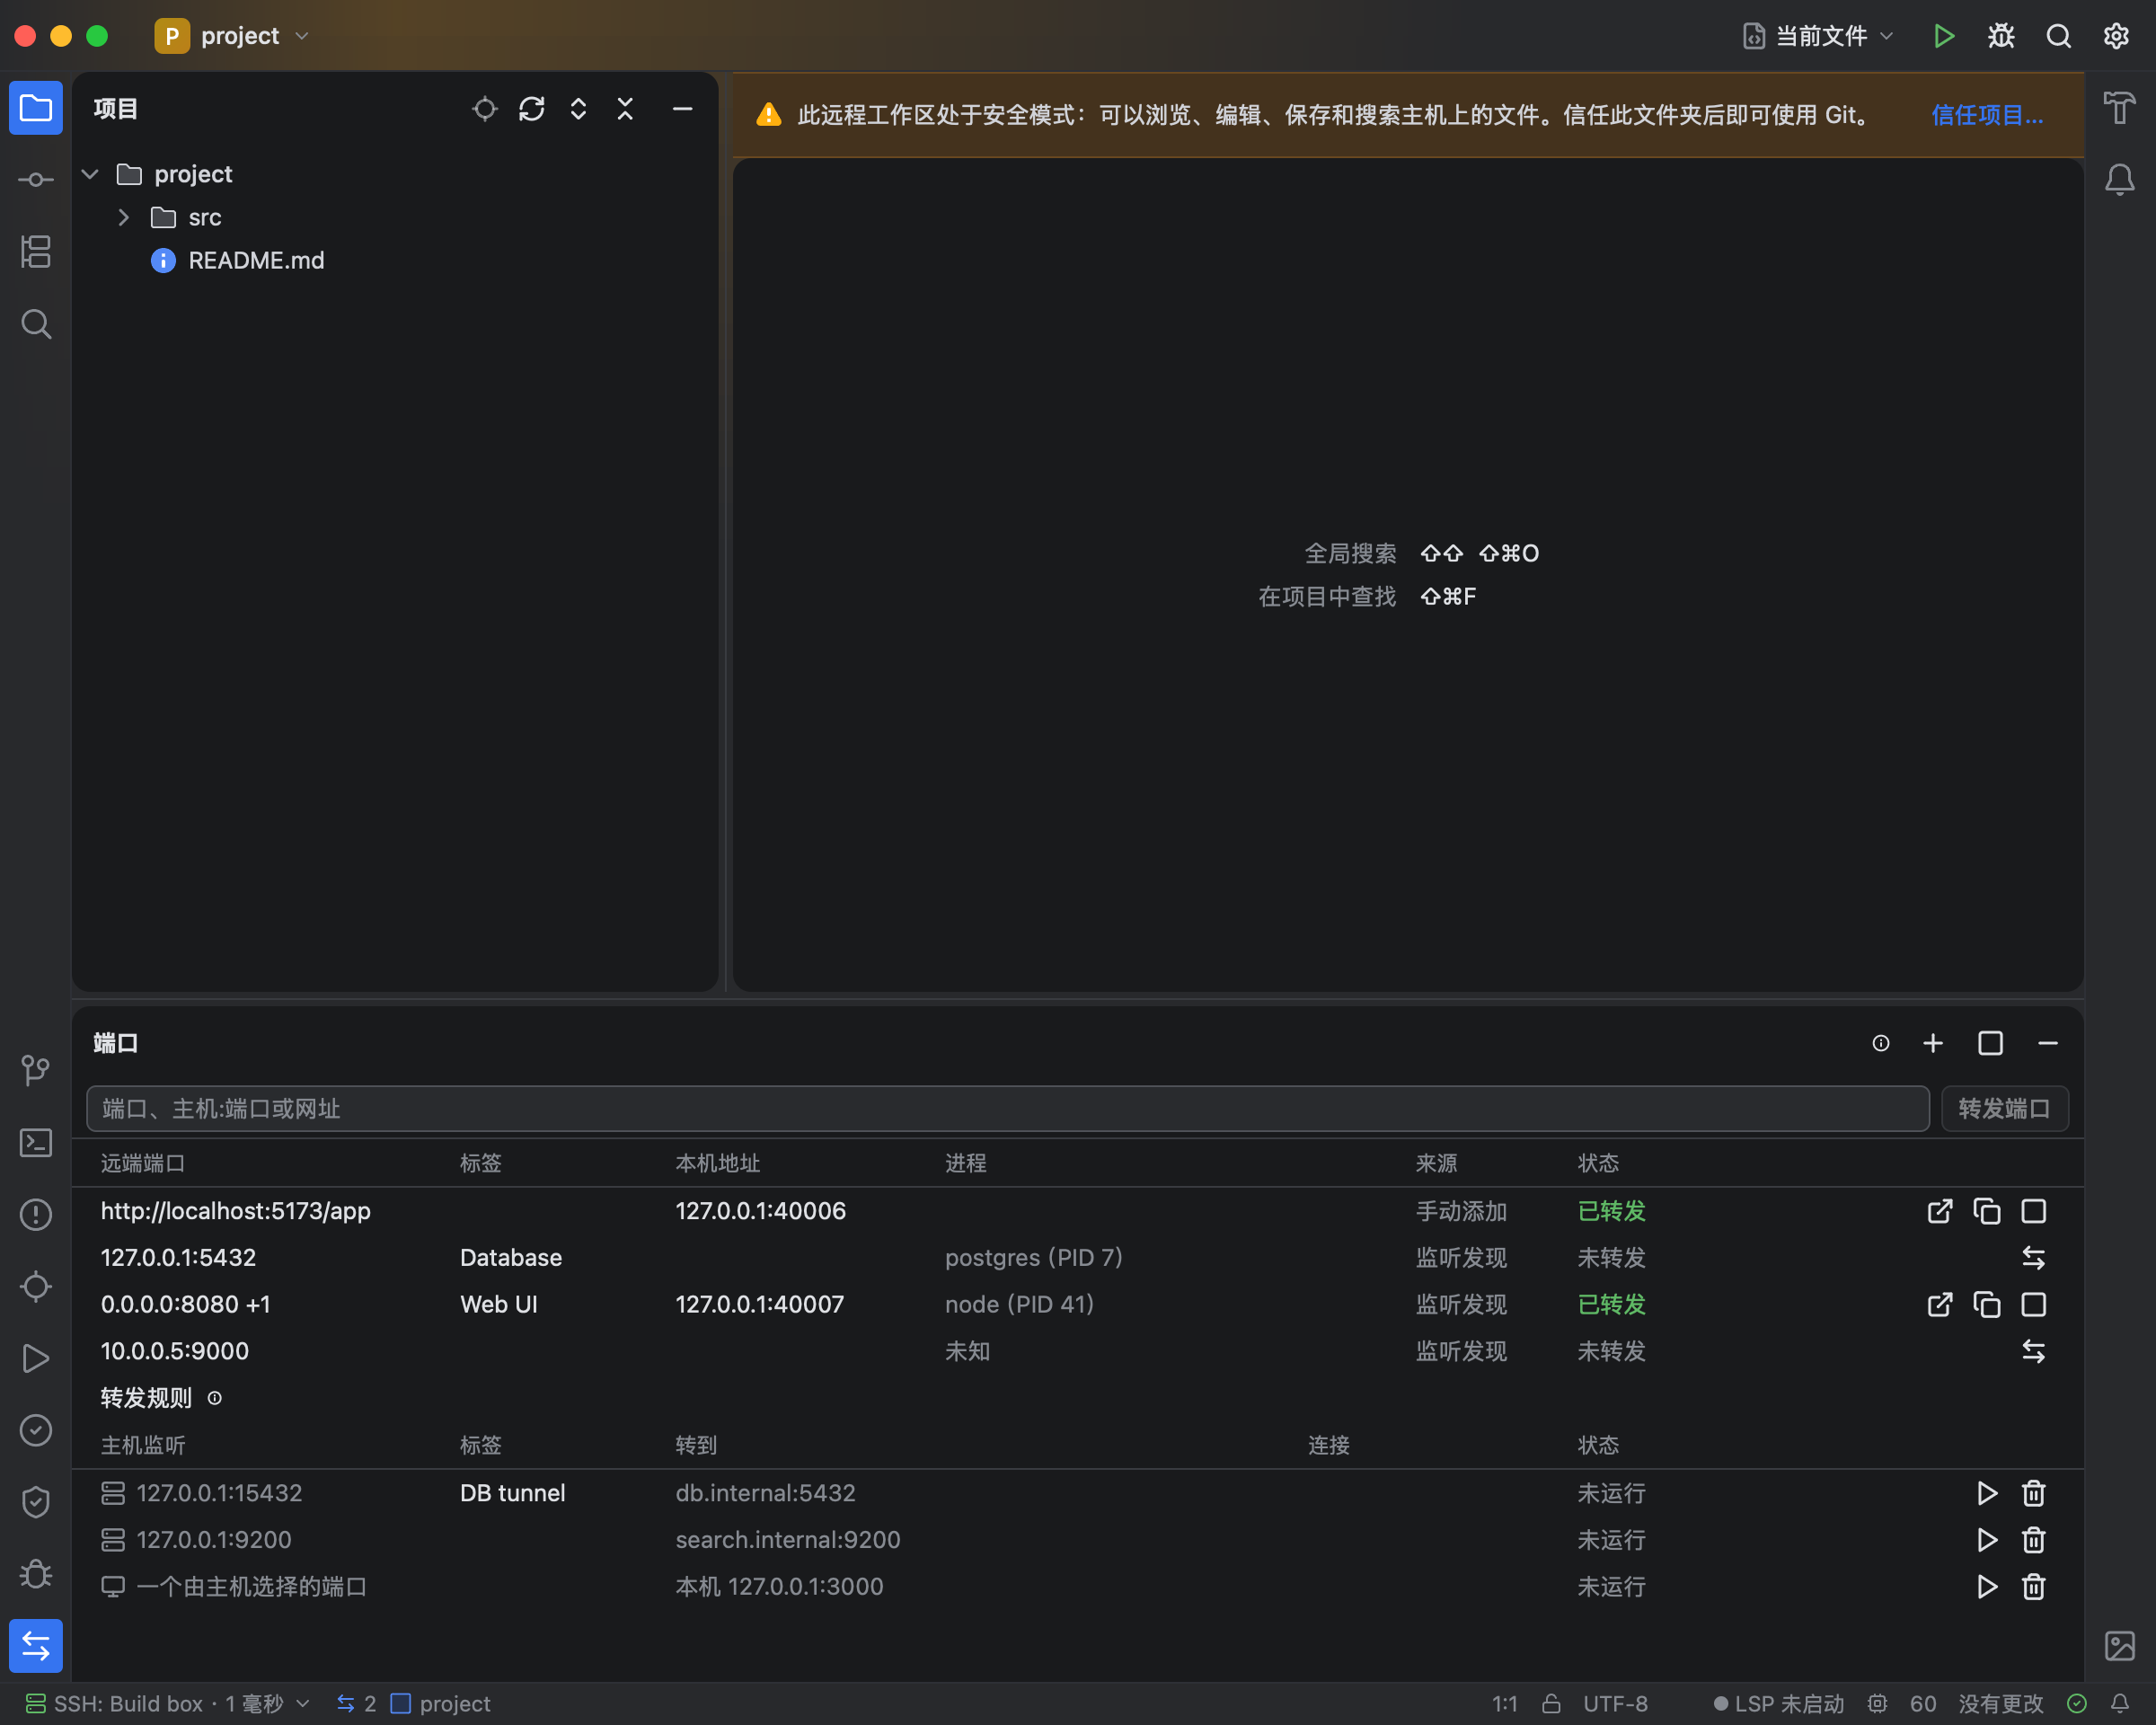 P project 当前文件
项目
project
src
README.md
此远程工作区处于安全模式：可以浏览、编辑、保存和搜索主机上的文件。信任此文件夹后即可使用 Git。 信任项目...
全局搜索 ⇧⇧ ⇧⌘O
在项目中查找 ⇧⌘F
端口
端口、主机:端口或网址 转发端口
远端端口 标签 本机地址 进程 来源 状态
http://localhost:5173/app 127.0.0.1:40006 手动添加 已转发
127.0.0.1:5432 Database postgres (PID 7) 监听发现 未转发
0.0.0.0:8080 +1 Web UI 127.0.0.1:40007 node (PID 41) 监听发现 已转发
10.0.0.5:9000 未知 监听发现 未转发
转发规则
主机监听 标签 转到 连接 状态
127.0.0.1:15432 DB tunnel db.internal:5432 未运行
127.0.0.1:9200 search.internal:9200 未运行
一个由主机选择的端口 本机 127.0.0.1:3000 未运行
SSH: Build box · 1 毫秒 2 project 1:1 UTF-8 LSP 未启动 60 没有更改